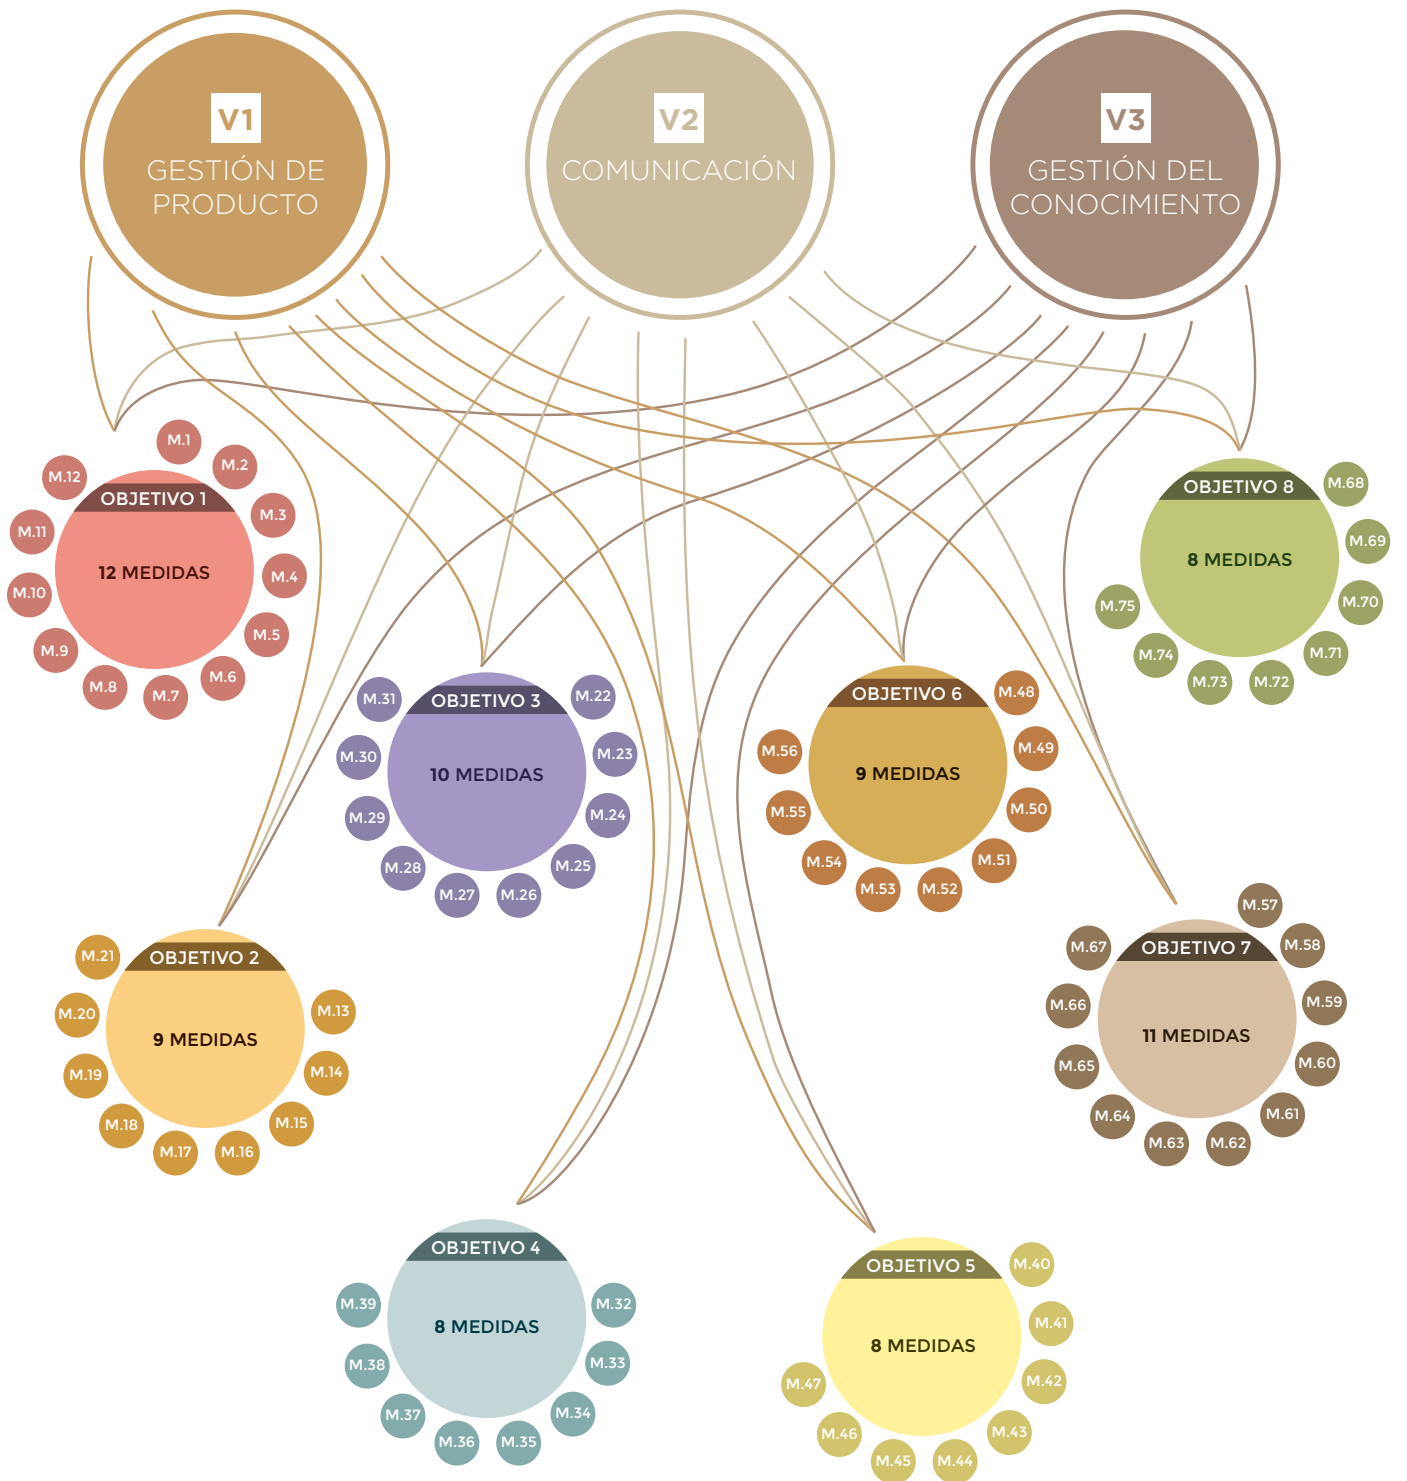 V1
GESTIÓN DE
PRODUCTO
V2
COMUNICACIÓN
V3
GESTIÓN DEL
CONOCIMIENTO
OBJETIVO 1
12 MEDIDAS
M.1
M.2
M.3
M.4
M.5
M.6
M.7
M.8
M.9
M.10
M.11
M.12
OBJETIVO 8
8 MEDIDAS
M.68
M.69
M.70
M.71
M.72
M.73
M.74
M.75
OBJETIVO 3
10 MEDIDAS
M.22
M.23
M.24
M.25
M.26
M.27
M.28
M.29
M.30
M.31
OBJETIVO 6
9 MEDIDAS
M.48
M.49
M.50
M.51
M.52
M.53
M.54
M.55
M.56
OBJETIVO 2
9 MEDIDAS
M.13
M.14
M.15
M.16
M.17
M.18
M.19
M.20
M.21
OBJETIVO 7
11 MEDIDAS
M.57
M.58
M.59
M.60
M.61
M.62
M.63
M.64
M.65
M.66
M.67
OBJETIVO 4
8 MEDIDAS
M.32
M.33
M.34
M.35
M.36
M.37
M.38
M.39
OBJETIVO 5
8 MEDIDAS
M.40
M.41
M.42
M.43
M.44
M.45
M.46
M.47